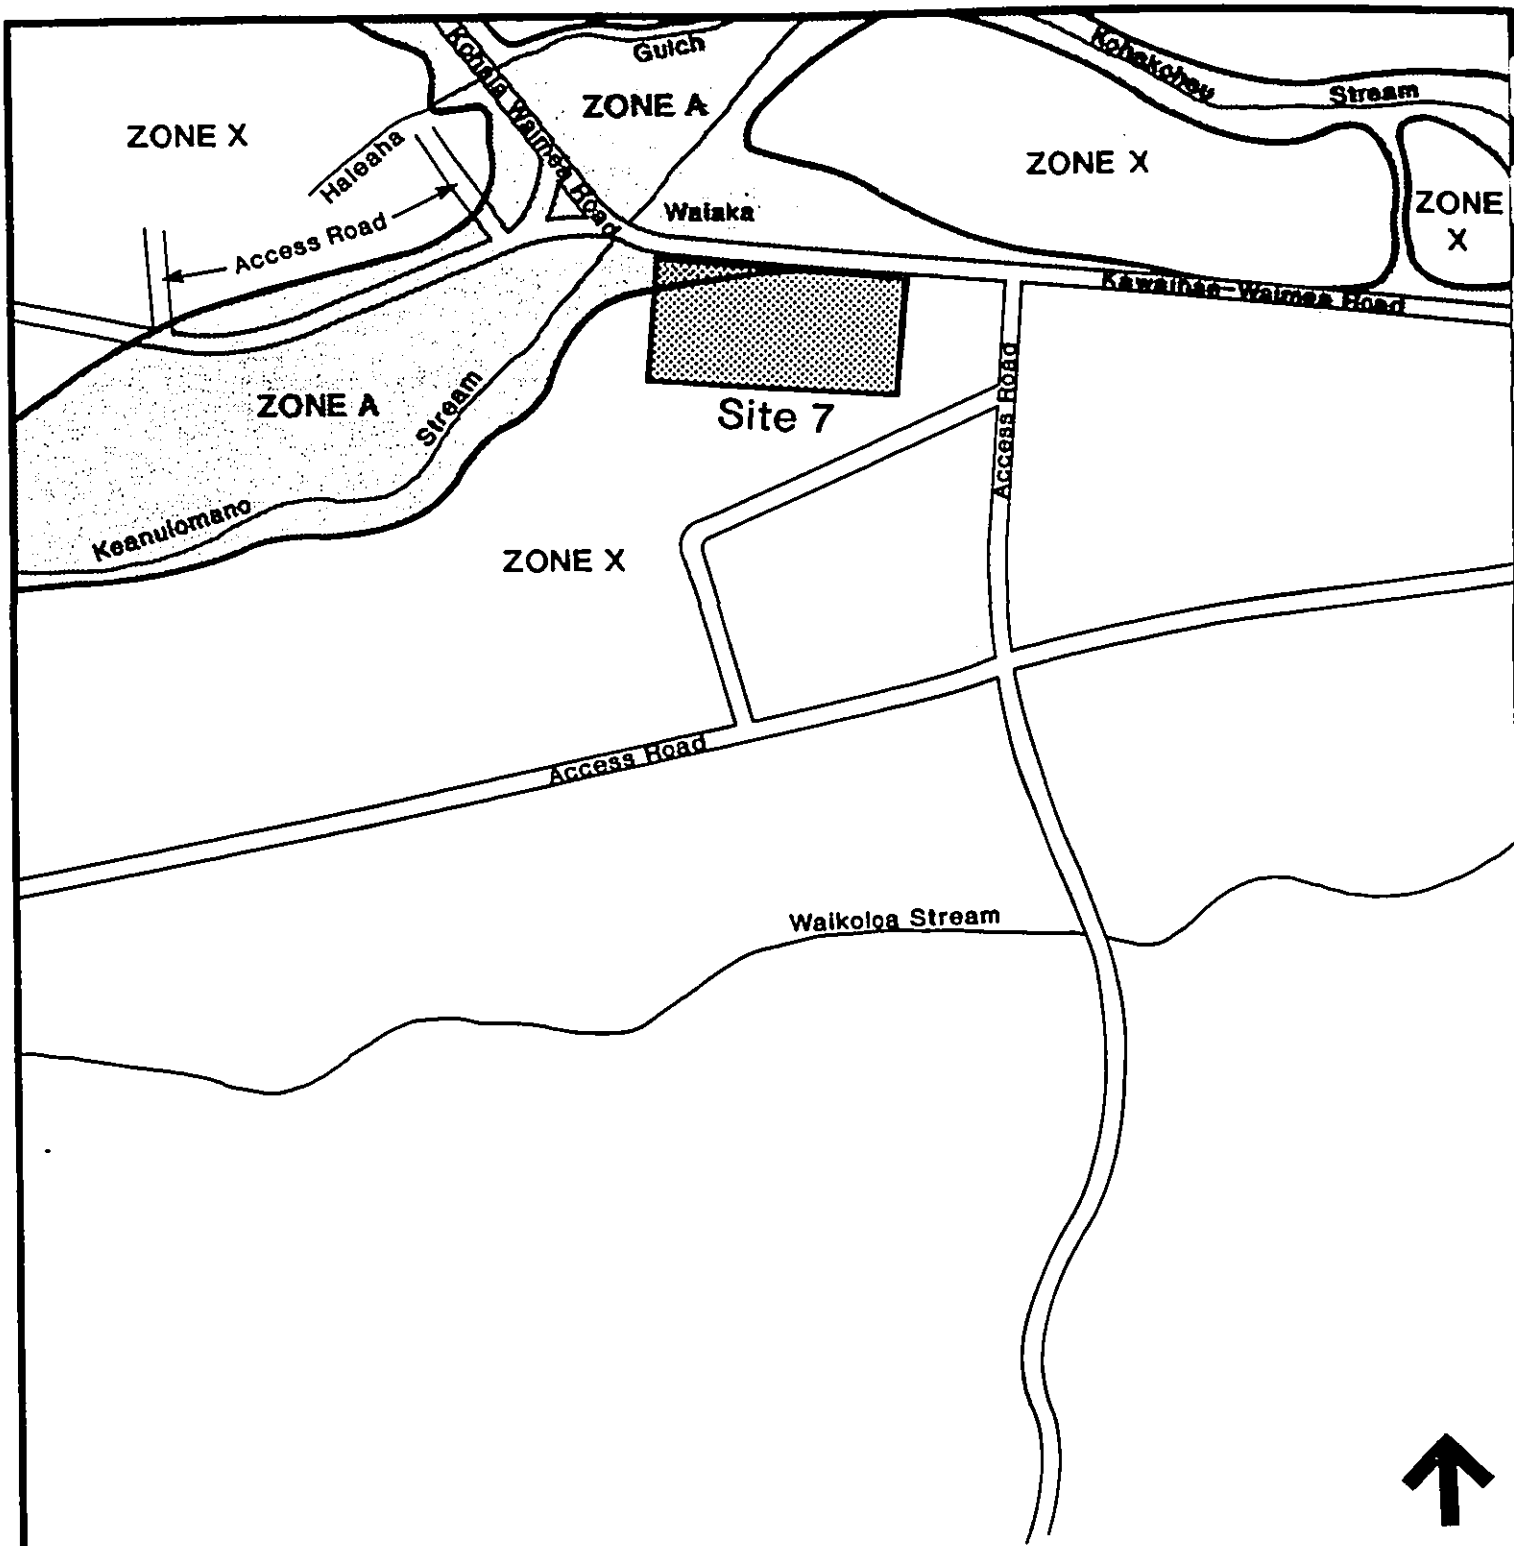 Gulch
Kohala Waimea Road
Kohakohau
Stream
ZONE A
ZONE X
ZONE X
Haleaha
ZONE
X
Waiaka
Access Road
Kawaihae-Waimea Road
Access Road
ZONE A
Stream
Site 7
Keanuiomano
ZONE X
Access Road
Waikoloa Stream